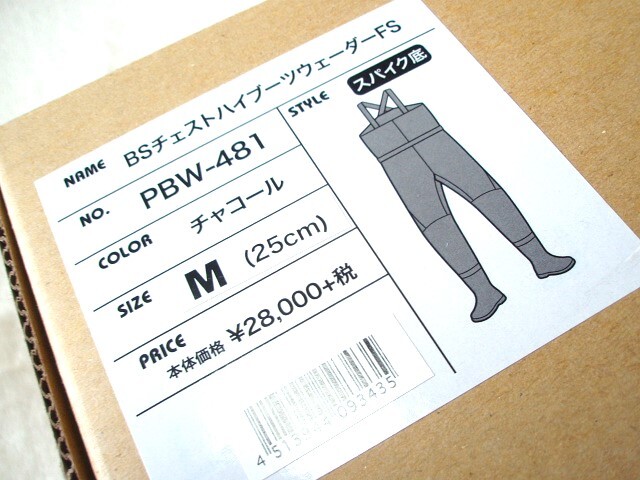 NAME BSチェストハイブーツウェーダーFS
NO. PBW-481
COLOR チャコール
SIZE M (25cm)
PRICE 本体価格 ¥28,000+税
STYLE スパイク底
093435